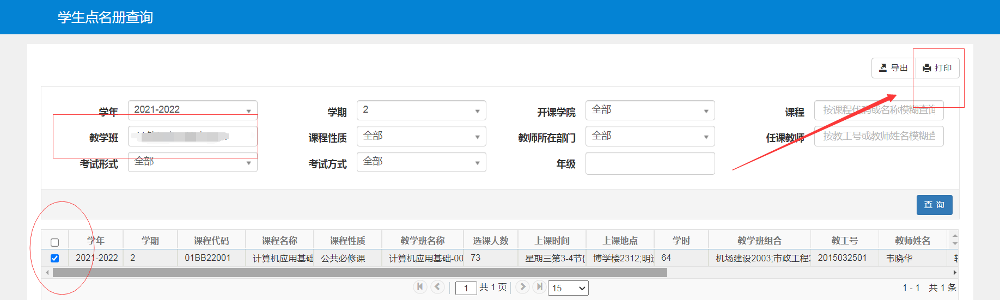 学生点名册查询
导出 打印
学年 2021-2022 学期 2 开课学院 全部 课程 按课程代码或名称模糊查询
教学班 课程性质 全部 教师所在部门 全部 任课教师 按教工号或教师姓名模糊查
考试形式 全部 考试方式 全部 年级
查 询
学年 学期 课程代码 课程名称 课程性质 教学班名称 选课人数 上课时间 上课地点 学时 教学班组合 教工号 教师姓名
2021-2022 2 01BB22001 计算机应用基础 公共必修课 计算机应用基础-00 73 星期三第3-4节{ 博学楼2312;明 64 机场建设2003;市政工程2 2015032501 韦晓华
1 共 1 页 15 1 - 1 共 1 条